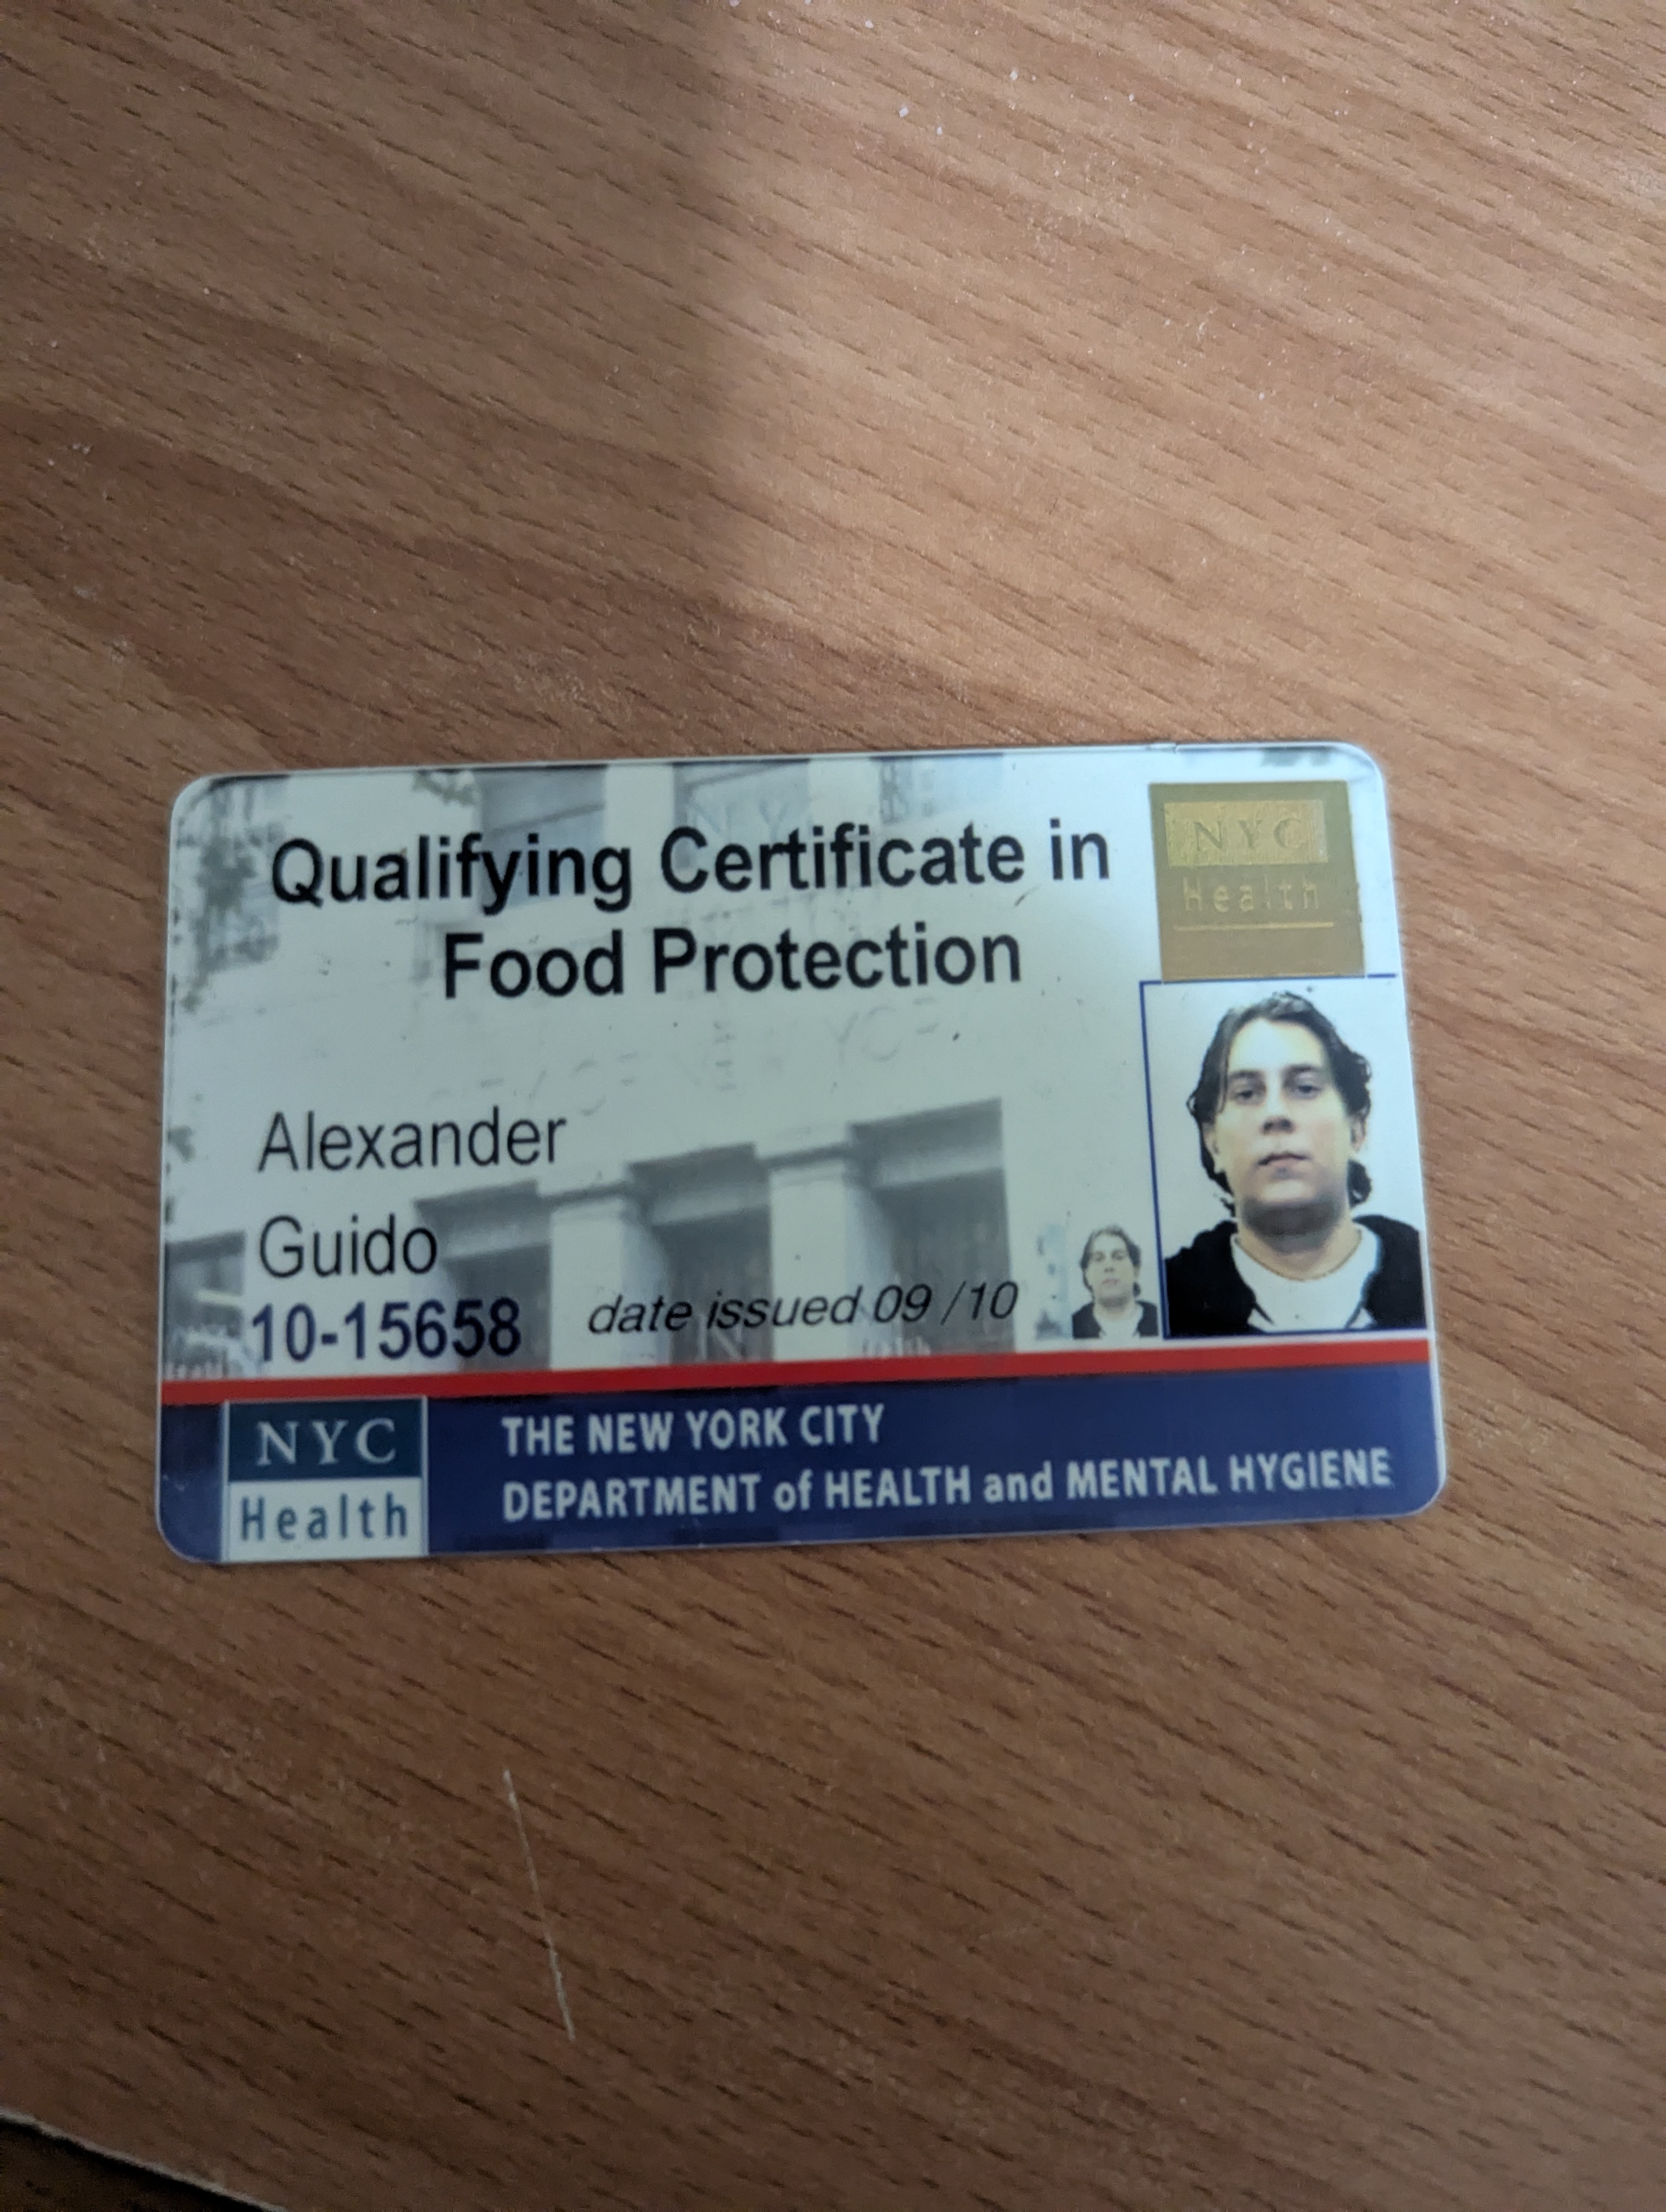 Qualifying Certificate in
Food Protection
NYC
Health
Alexander
Guido
10-15658
date issued 09 /10
NYC
Health
THE NEW YORK CITY
DEPARTMENT of HEALTH and MENTAL HYGIENE